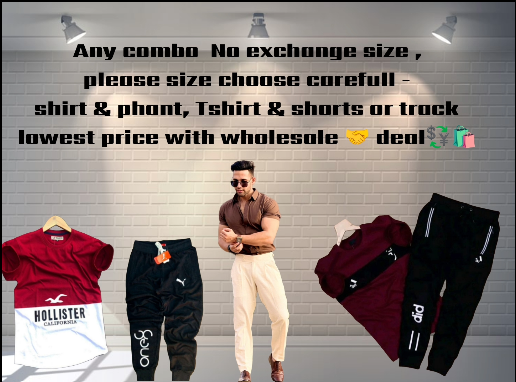 Any combo No exchange size ,
please size choose carefull -
shirt & phant, Tshirt & shorts or track
lowest price with wholesale 🤝 deal💱🛍️
HOLLISTER
CALIFORNIA